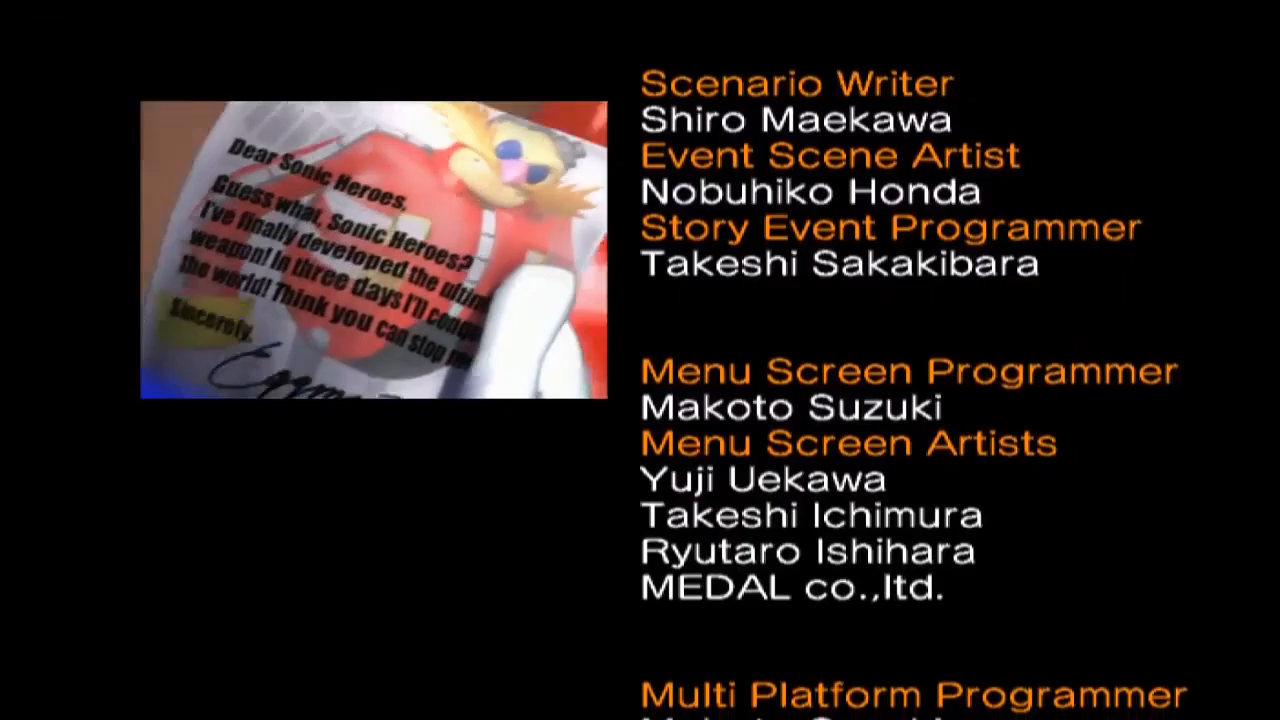 Dear Sonic Heroes,
Guess what, Sonic Heroes?
I've finally developed the
weapon! In three days I'll
the world! Think you can stop
Sincerely,
Scenario Writer
Shiro Maekawa
Event Scene Artist
Nobuhiko Honda
Story Event Programmer
Takeshi Sakakibara
Menu Screen Programmer
Makoto Suzuki
Menu Screen Artists
Yuji Uekawa
Takeshi Ichimura
Ryutaro Ishihara
MEDAL co.,ltd.
Multi Platform Programmer